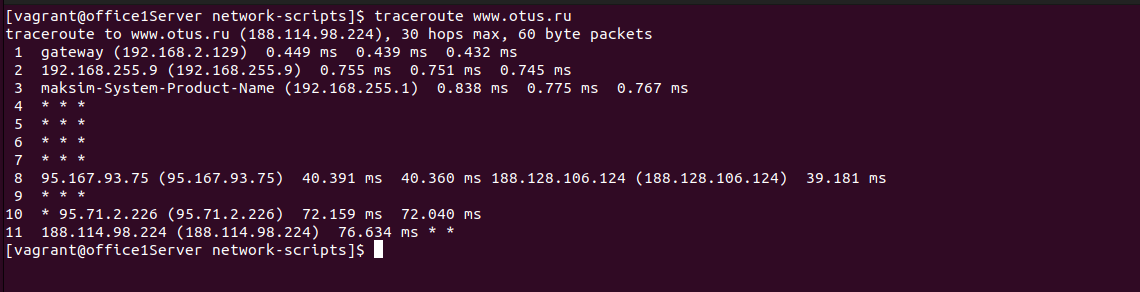 [vagrant@office1Server network-scripts]$ traceroute www.otus.ru
traceroute to www.otus.ru (188.114.98.224), 30 hops max, 60 byte packets
 1  gateway (192.168.2.129)  0.449 ms  0.439 ms  0.432 ms
 2  192.168.255.9 (192.168.255.9)  0.755 ms  0.751 ms  0.745 ms
 3  maksim-System-Product-Name (192.168.255.1)  0.838 ms  0.775 ms  0.767 ms
 4  * * *
 5  * * *
 6  * * *
 7  * * *
 8  95.167.93.75 (95.167.93.75)  40.391 ms  40.360 ms 188.128.106.124 (188.128.106.124)  39.181 ms
 9  * * *
10  * 95.71.2.226 (95.71.2.226)  72.159 ms  72.040 ms
11  188.114.98.224 (188.114.98.224)  76.634 ms * *
[vagrant@office1Server network-scripts]$